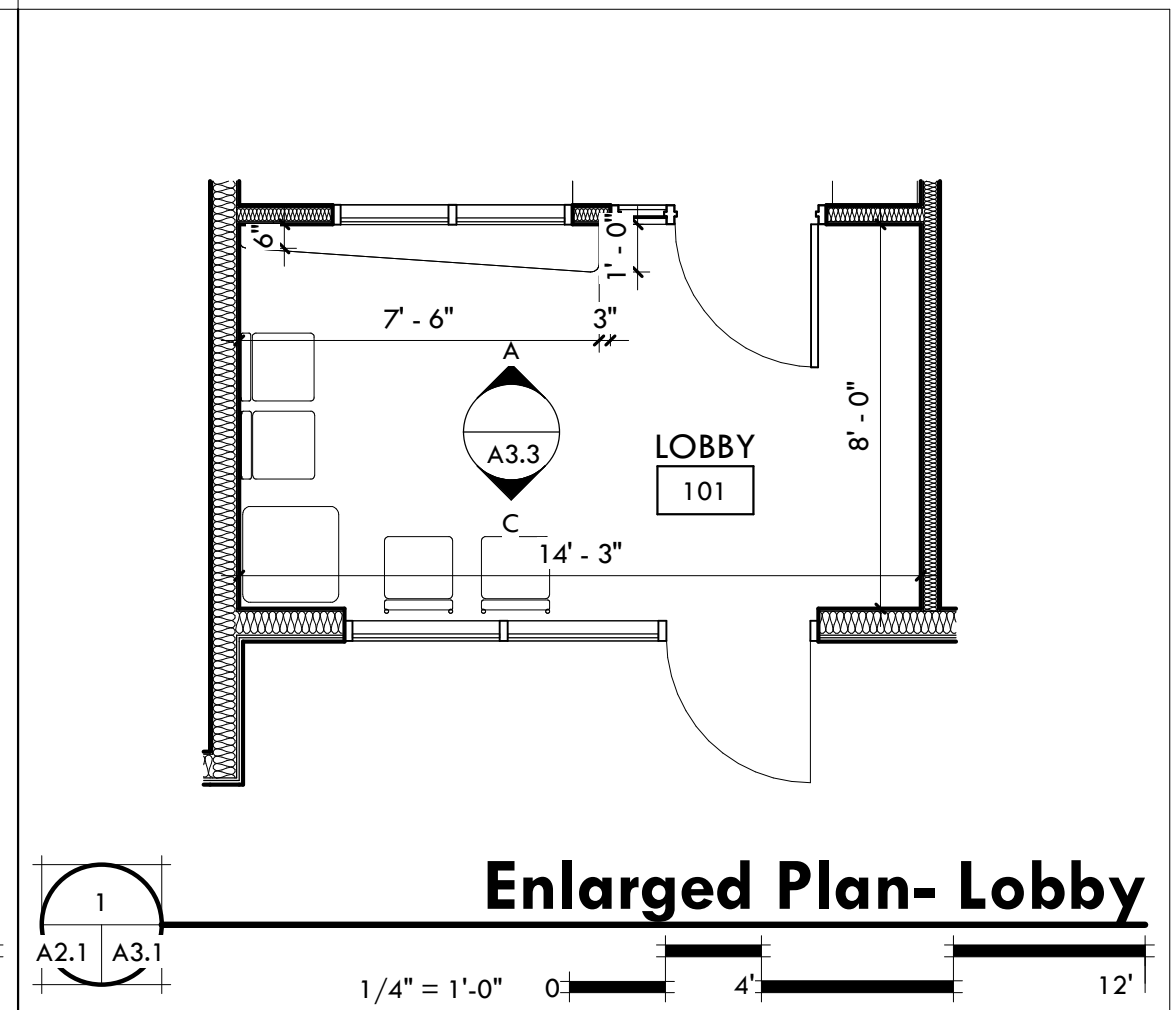 6"
1' - 0"
7' - 6"
3"
A
A3.3
C
LOBBY
101
8' - 0"
14' - 3"
Enlarged Plan- Lobby
1
A2.1 A3.1
1/4" = 1'-0" 0 4' 12'